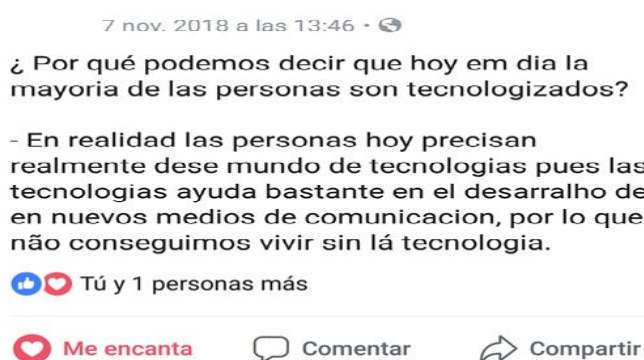 7 nov. 2018 a las 13:46 •
¿ Por qué podemos decir que hoy em dia la
mayoria de las personas son tecnologizados?
- En realidad las personas hoy precisan
realmente dese mundo de tecnologias pues las
tecnologias ayuda bastante en el desarralho de
en nuevos medios de comunicacion, por lo que
não conseguimos vivir sin lá tecnologia.
Tú y 1 personas más
Me encanta Comentar Compartir